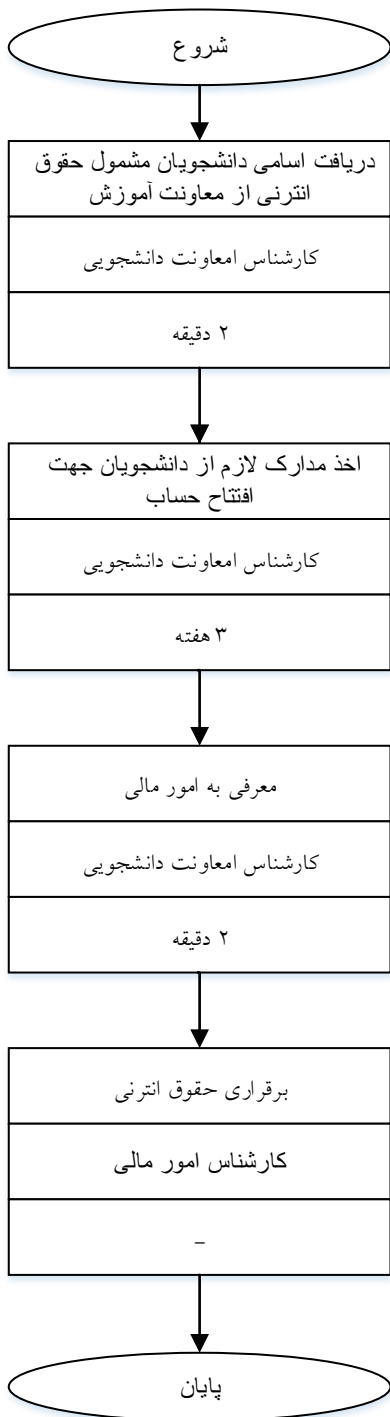 شروع
دریافت اسامی دانشجویان مشمول حقوق
انترنی از معاونت آموزش
کارشناس امعاونت دانشجویی
۲ دقیقه
اخذ مدارک لازم از دانشجویان جهت
افتتاح حساب
کارشناس امعاونت دانشجویی
۳ هفته
معرفی به امور مالی
کارشناس امعاونت دانشجویی
۲ دقیقه
برقراری حقوق انترنی
کارشناس امور مالی
_
پایان